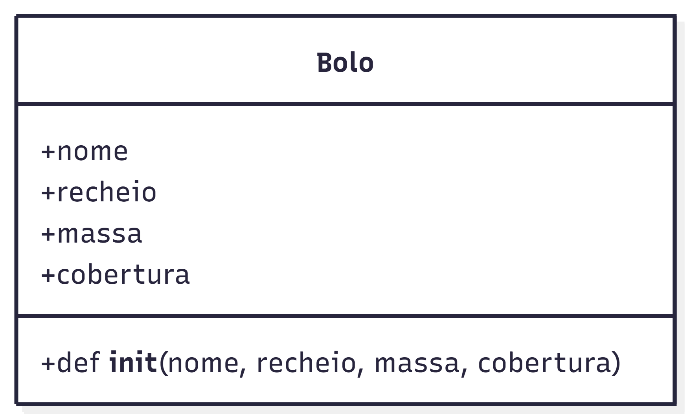 Bolo
+nome
+recheio
+massa
+cobertura
+def init(nome, recheio, massa, cobertura)